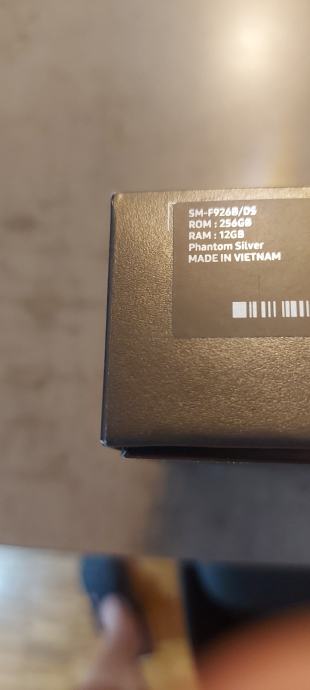 SM-F926B/DS
ROM : 256GB
RAM : 12GB
Phantom Silver
MADE IN VIETNAM